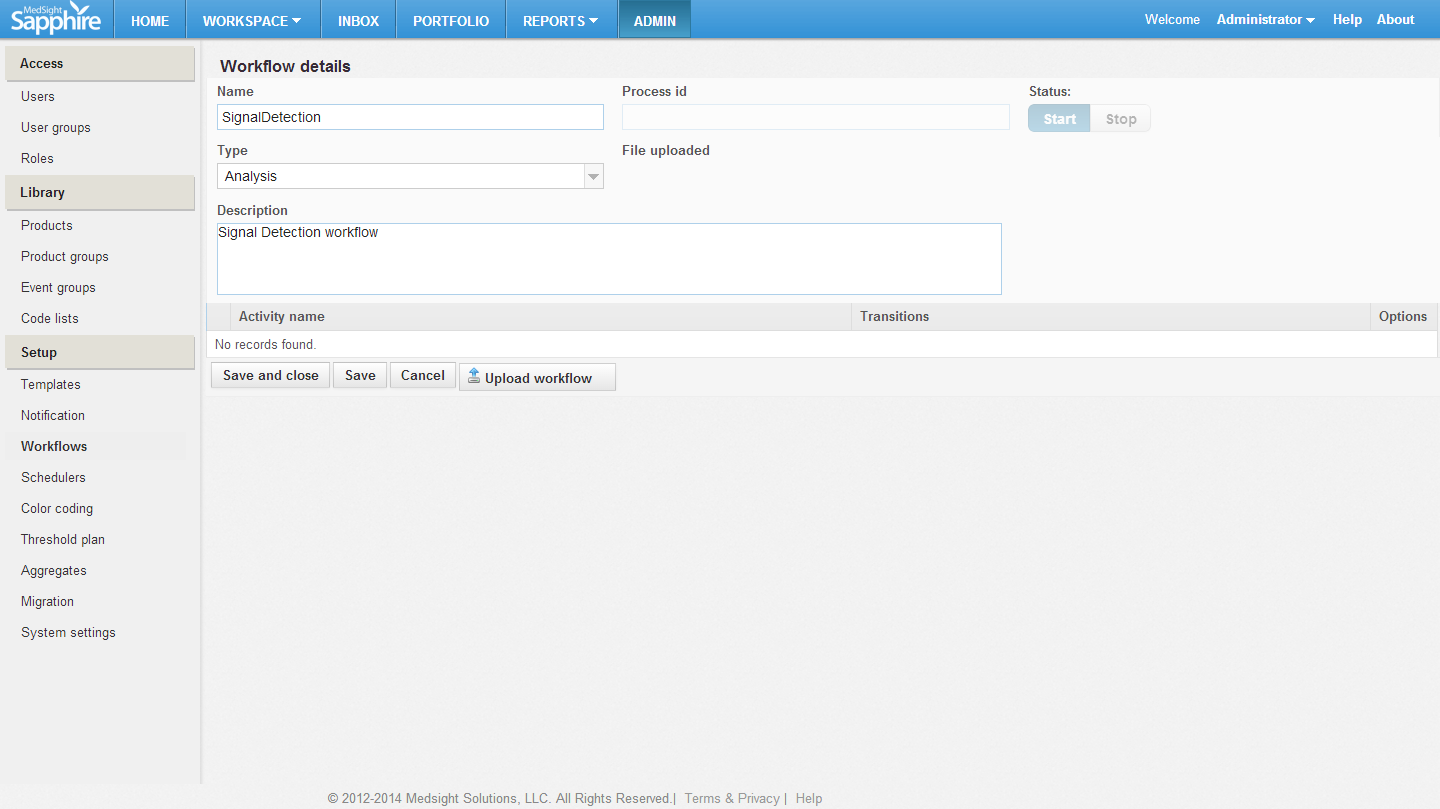 MedSight
Sapphire
HOME
WORKSPACE
INBOX
PORTFOLIO
REPORTS
ADMIN
Welcome Administrator Help About
Access
Users
User groups
Roles
Library
Products
Product groups
Event groups
Code lists
Setup
Templates
Notification
Workflows
Schedulers
Color coding
Threshold plan
Aggregates
Migration
System settings
Workflow details
Name Process id Status:
SignalDetection Start Stop
Type File uploaded
Analysis
Description
Signal Detection workflow
Activity name Transitions Options
No records found.
Save and close Save Cancel Upload workflow
© 2012-2014 Medsight Solutions, LLC. All Rights Reserved.| Terms & Privacy | Help